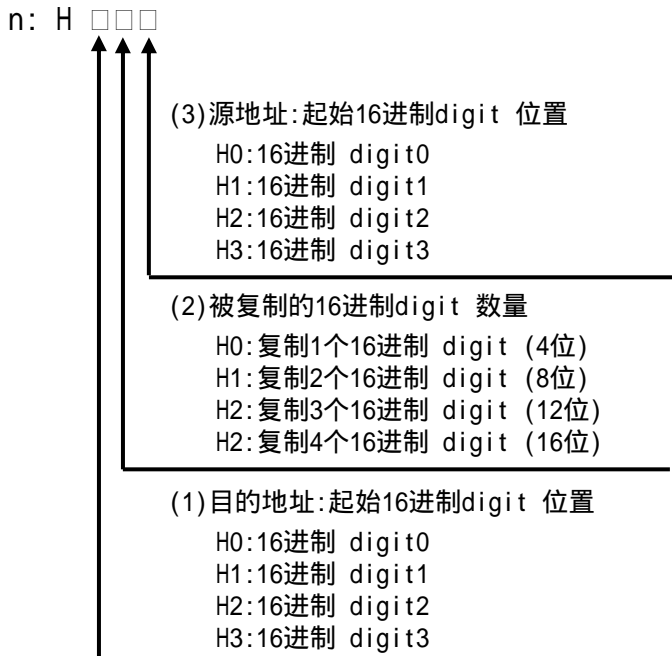 n: H □□□
(3)源地址:起始16进制digit 位置
H0:16进制 digit0
H1:16进制 digit1
H2:16进制 digit2
H3:16进制 digit3
(2)被复制的16进制digit 数量
H0:复制1个16进制 digit (4位)
H1:复制2个16进制 digit (8位)
H2:复制3个16进制 digit (12位)
H2:复制4个16进制 digit (16位)
(1)目的地址:起始16进制digit 位置
H0:16进制 digit0
H1:16进制 digit1
H2:16进制 digit2
H3:16进制 digit3